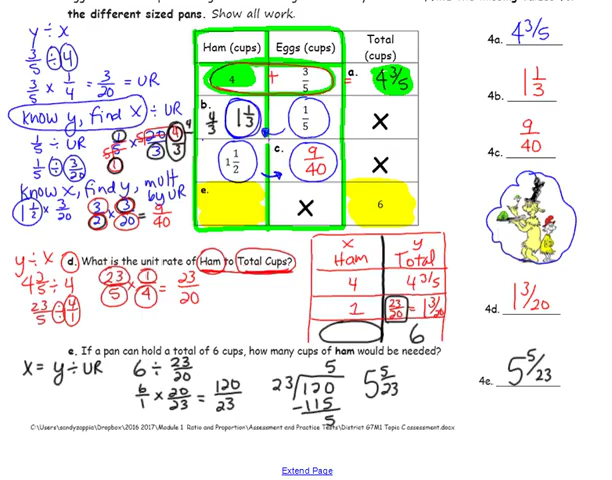 the different sized pans. Show all work.
y ÷ x
3/5 ÷ 4
3/5 × 1/4 = 3/20 = UR
Know y, find x ÷ UR
1/5 ÷ UR
1/5 ÷ 3/20
Know x, find y, mult by UR
1 1/2 × 3/20
3/2 × 3/20 = 9/40
Ham (cups) Eggs (cups) Total (cups)
4 + 3/5 = a. 4 3/5
b. 4/3 1 1/3 1/5 X
1 1/2 c. 9/40 X
e. X 6
4a. 4 3/5
4b. 1 1/3
4c. 9/40
4d. 1 3/20
4e. 5 5/23
y ÷ x d. What is the unit rate of Ham to Total Cups?
4 3/5 ÷ 4
23/5 ÷ 4/1
23/5 × 1/4 = 23/20
x Ham y Total
4 4 3/5
1 23/20 = 1 3/20
6
e. If a pan can hold a total of 6 cups, how many cups of ham would be needed?
x = y ÷ UR
6 ÷ 23/20
6/1 × 20/23 = 120/23
5
23 120
-115
5
5 5/23
C:\Users\sandyzappia\Dropbox\2016 2017\Module 1 Ratio and Proportion\Assessment and Practice Tests\District G7M1 Topic C assessment.docx
Extend Page